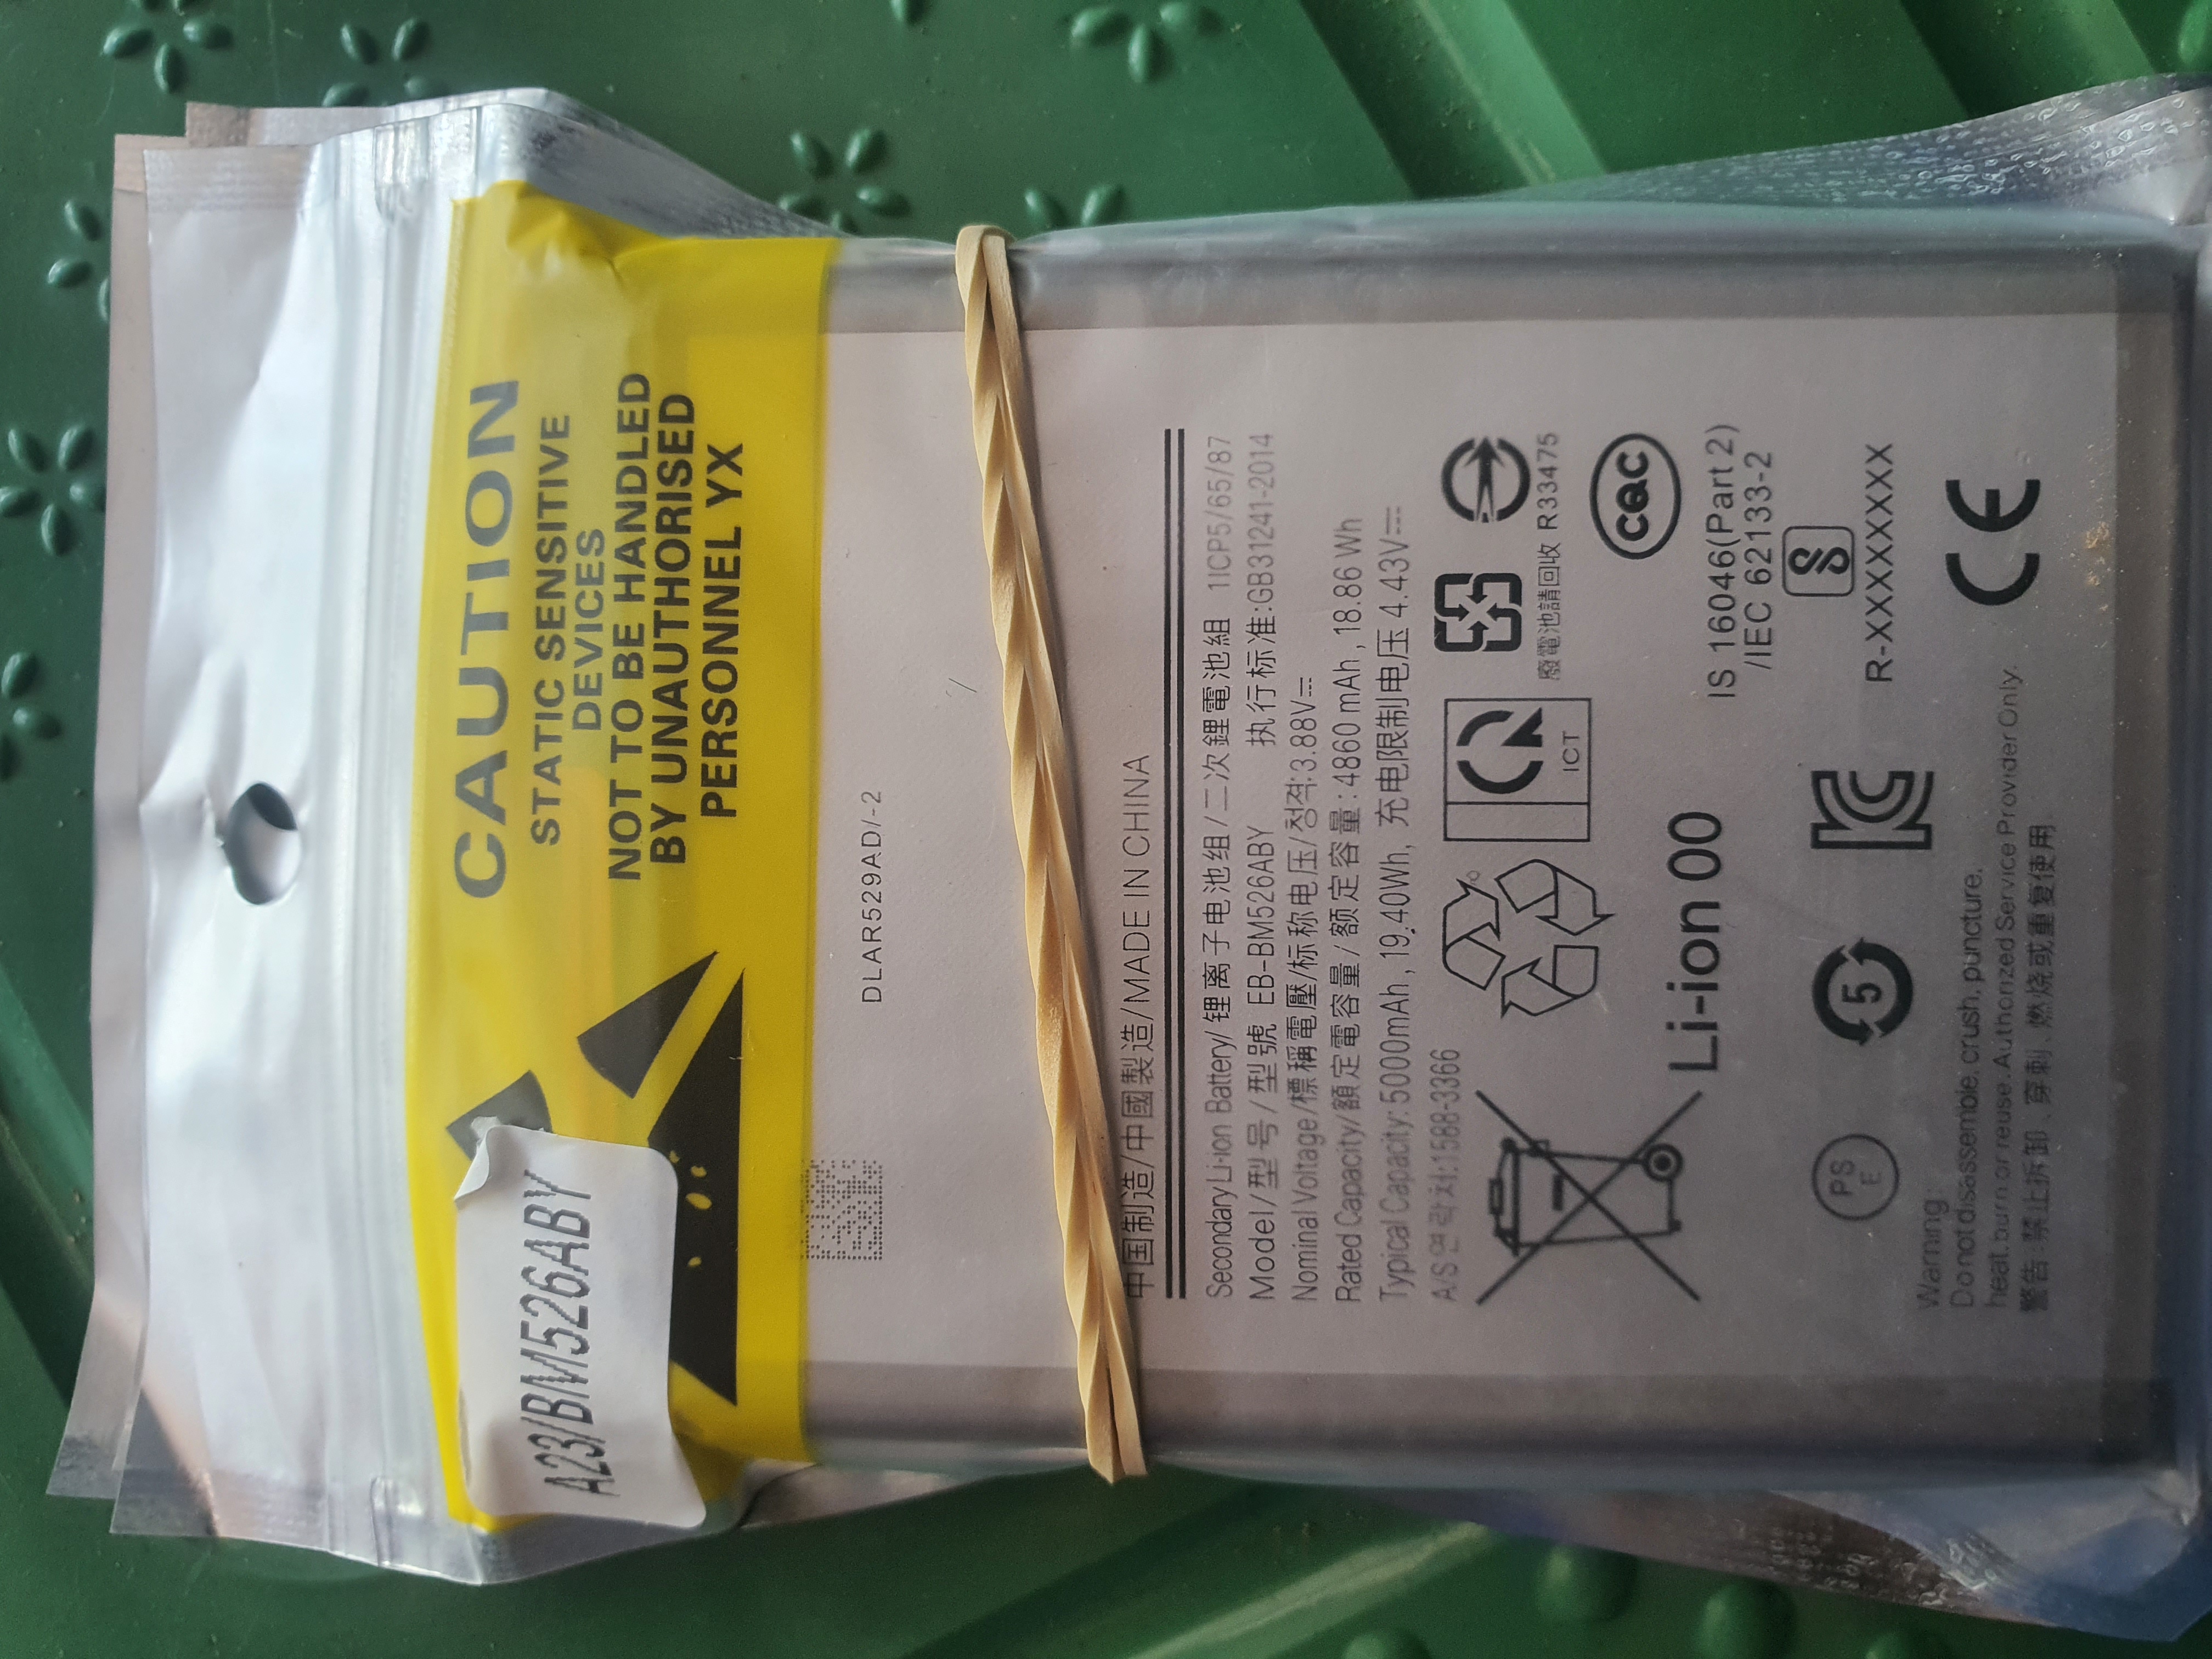 A23/BM526ABY
CAUTION
STATIC SENSITIVE
DEVICES
NOT TO BE HANDLED
BY UNAUTHORISED
PERSONNEL YX
DLAR529AD/-2
中国制造/中國製造/MADE IN CHINA
Secondary Li-ion Battery/锂离子电池组/二次鋰電池組 1ICP5/65/87
Model/型号/型號 EB-BM526ABY 执行标准:GB31241-2014
Nominal Voltage/標稱電壓/标称电压/정격:3.88V⎓
Rated Capacity/額定電容量/额定容量:4860 mAh, 18.86 Wh
Typical Capacity: 5000mAh, 19.40Wh, 充电限制电压 4.43V⎓
A/S연락처:1588-3366
ICT
廢電池請回收 R33475
CQC
Li-ion 00
IS 16046(Part 2)
/IEC 62133-2
R-XXXXXXXX
PS
E
5
KC
CE
Warning:
Do not disassemble, crush, puncture,
heat, burn or reuse. Authorized Service Provider Only.
警告:禁止拆卸、穿刺、燃烧或重复使用